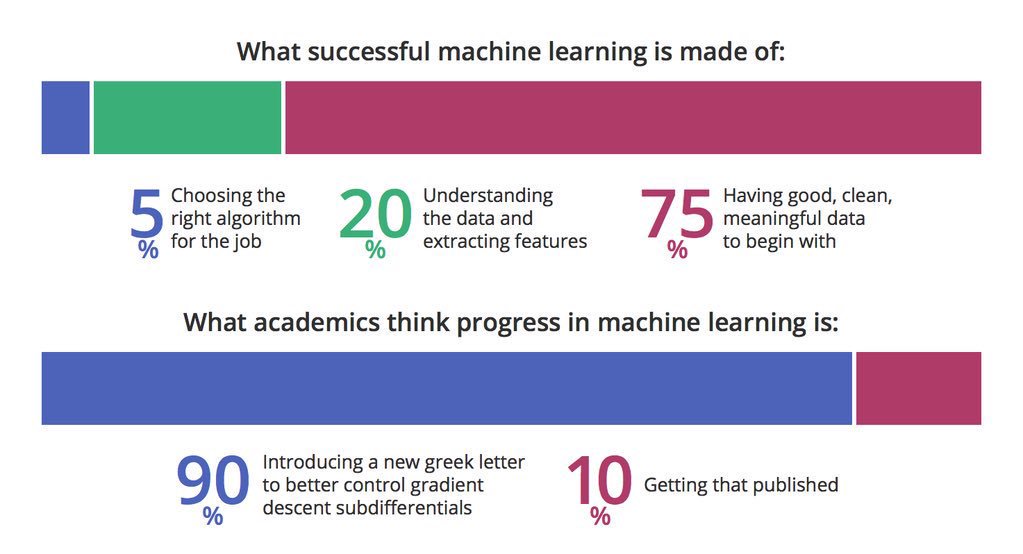 What successful machine learning is made of:
5
%
Choosing the
right algorithm
for the job
20
%
Understanding
the data and
extracting features
75
%
Having good, clean,
meaningful data
to begin with
What academics think progress in machine learning is:
90
%
Introducing a new greek letter
to better control gradient
descent subdifferentials
10
%
Getting that published